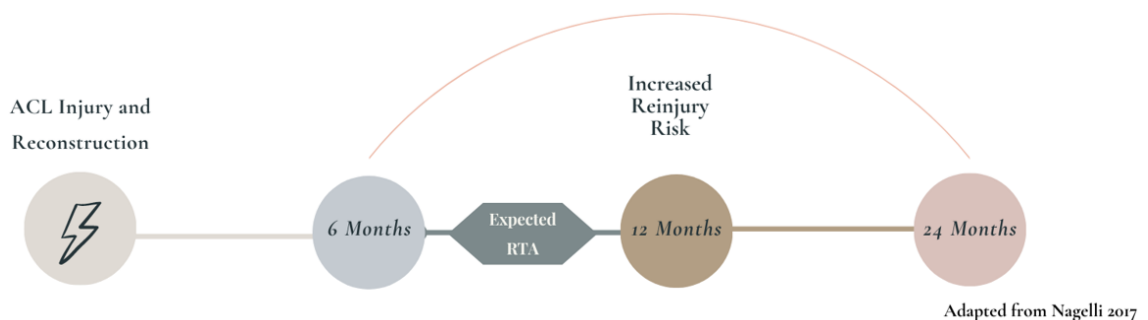 ACL Injury and
Reconstruction
Increased
Reinjury
Risk
6 Months
Expected
RTA
12 Months
24 Months
Adapted from Nagelli 2017